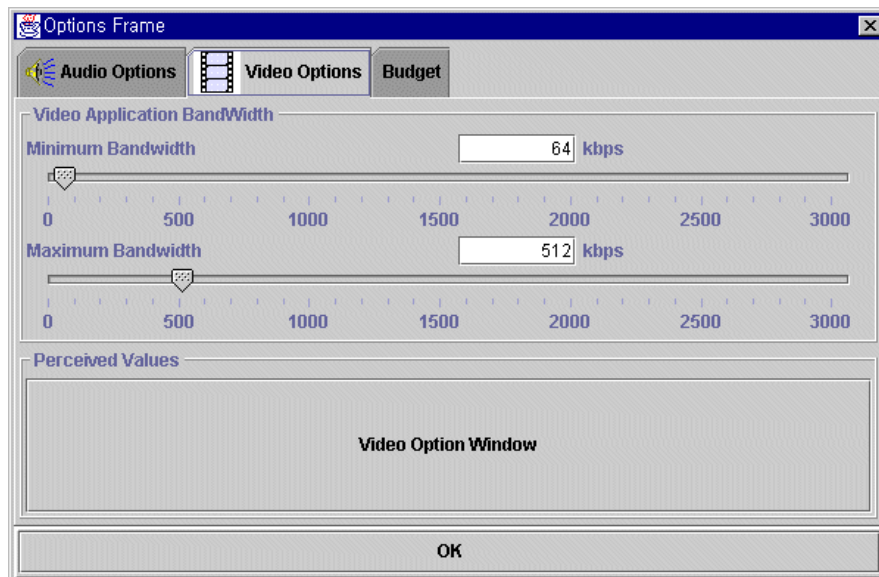 Options Frame
Audio Options Video Options Budget
Video Application BandWidth
Minimum Bandwidth 64 kbps
0 500 1000 1500 2000 2500 3000
Maximum Bandwidth 512 kbps
0 500 1000 1500 2000 2500 3000
Perceived Values
Video Option Window
OK